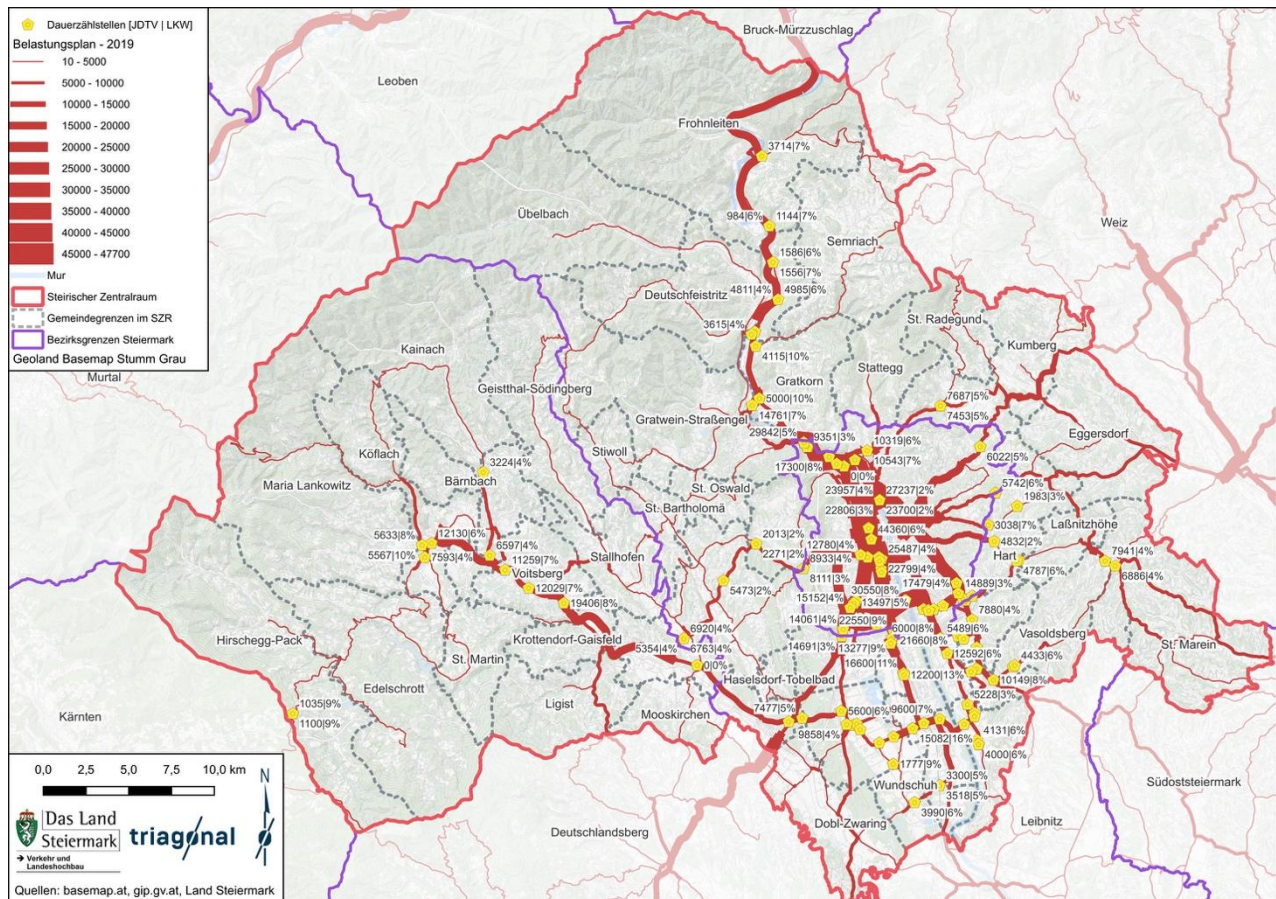 Dauerzählstellen [JDTV | LKW]
Belastungsplan - 2019
10 - 5000
5000 - 10000
10000 - 15000
15000 - 20000
20000 - 25000
25000 - 30000
30000 - 35000
35000 - 40000
40000 - 45000
45000 - 47700
Mur
Steirischer Zentralraum
Gemeindegrenzen im SZR
Bezirksgrenzen Steiermark
Geoland Basemap Stumm Grau
Bruck-Mürzzuschlag
Leoben
Frohnleiten
3714|7%
Weiz
Übelbach
984|6%
1144|7%
Semriach
1586|6%
1556|7%
Deutschfeistritz
4811|4%
4985|6%
St. Radegund
3615|4%
Kumberg
Kainach
4115|10%
Stattegg
Murtal
Geistthal-Södingberg
Gratkorn
5000|10%
7687|5%
7453|5%
Gratwein-Straßengel
14761|7%
29842|5%
9351|3%
10319|6%
Eggersdorf
Köflach
Stiwoll
10543|7%
6022|5%
3224|4%
17300|8%
0|0%
Bärnbach
Maria Lankowitz
St. Oswald
23957|4%
27237|2%
5742|6%
1983|3%
St. Bartholomä
22806|3%
23700|2%
Laßnitzhöhe
5633|8%
12130|6%
44360|6%
3038|7%
2013|2%
12780|4%
4832|2%
5567|10%
7593|4%
6597|4%
Stallhofen
2271|2%
8933|4%
25487|4%
Hart
7941|4%
11259|7%
Voitsberg
8111|3%
22799|4%
4787|6%
6886|4%
12029|7%
5473|2%
30550|8%
17479|4%
14889|3%
19406|8%
15152|4%
13497|5%
7880|4%
14061|4%
22550|9%
6000|8%
5489|6%
Hirschegg-Pack
Krottendorf-Gaisfeld
6920|4%
14691|3%
13277|9%
21660|8%
Vasoldsberg
5354|4%
6763|4%
12592|6%
St. Marein
St. Martin
0|0%
16600|11%
4433|6%
Haselsdorf-Tobelbad
12200|13%
10149|8%
Edelschrott
5228|3%
1035|9%
Ligist
Mooskirchen
5600|6%
9600|7%
Kärnten
1100|9%
7477|5%
9858|4%
15082|16%
4131|6%
4000|6%
1777|9%
3300|5%
Wundschuh
3518|5%
Südoststeiermark
3990|6%
Dobl-Zwaring
Leibnitz
Deutschlandsberg
0,0 2,5 5,0 10,0 km
N
Das Land
Steiermark
→ Verkehr und
Landeshochbau
triagonal
Quellen: basemap.at, gip.gv.at, Land Steiermark